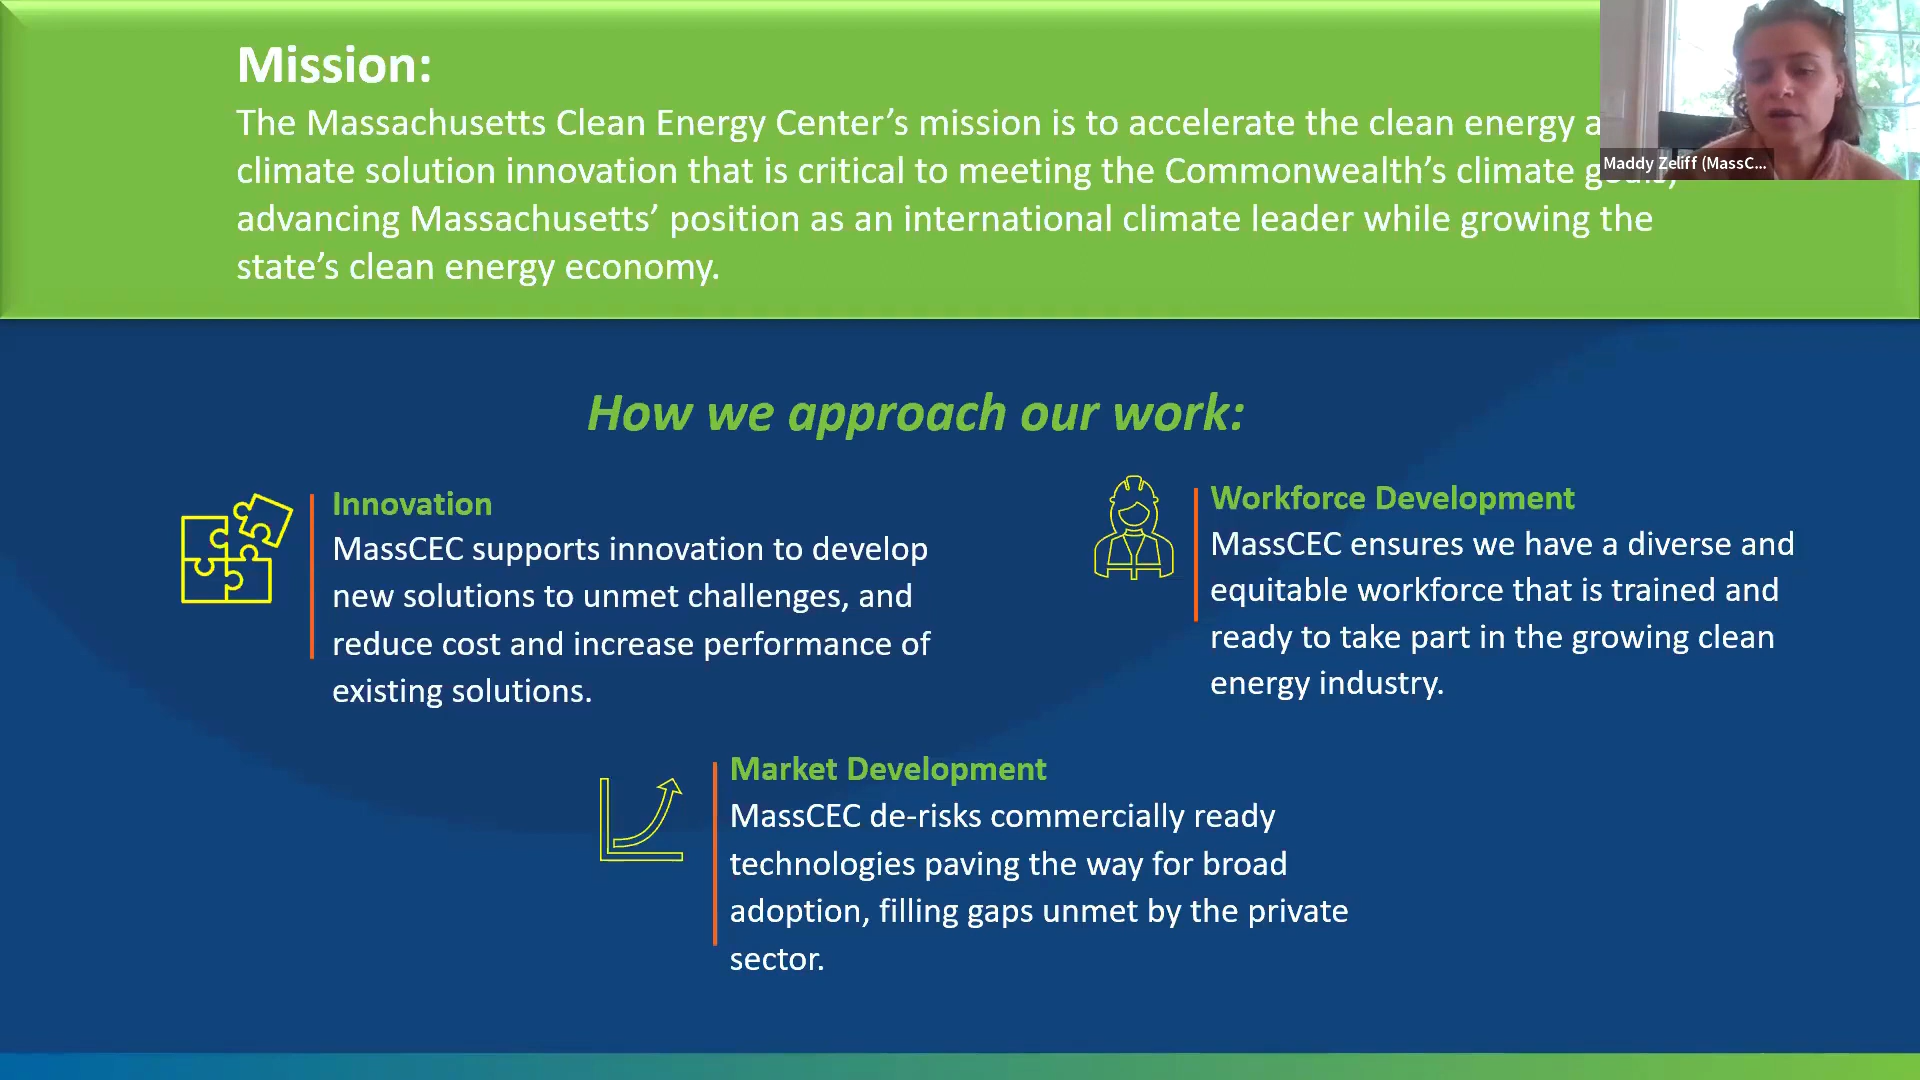 Mission:
The Massachusetts Clean Energy Center’s mission is to accelerate the clean energy a
climate solution innovation that is critical to meeting the Commonwealth’s climate goals,
advancing Massachusetts’ position as an international climate leader while growing the
state’s clean energy economy.
Maddy Zeliff (MassC...
How we approach our work:
Innovation
MassCEC supports innovation to develop
new solutions to unmet challenges, and
reduce cost and increase performance of
existing solutions.
Workforce Development
MassCEC ensures we have a diverse and
equitable workforce that is trained and
ready to take part in the growing clean
energy industry.
Market Development
MassCEC de-risks commercially ready
technologies paving the way for broad
adoption, filling gaps unmet by the private
sector.